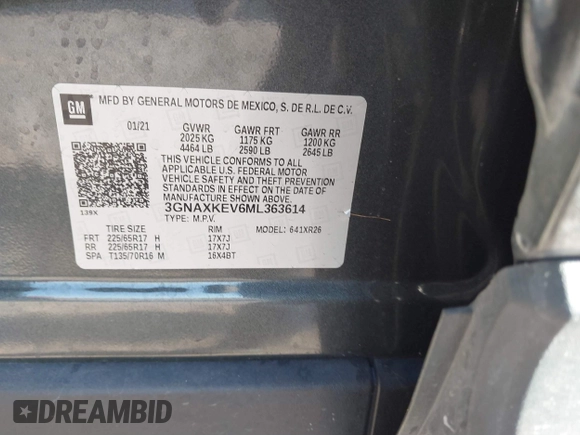 GM
MFD BY GENERAL MOTORS DE MEXICO, S. DE R.L. DE C.V.
01/21 GVWR GAWR FRT GAWR RR
2025 KG 1175 KG 1200 KG
4464 LB 2590 LB 2645 LB
THIS VEHICLE CONFORMS TO ALL
APPLICABLE U.S. FEDERAL MOTOR
VEHICLE SAFETY AND THEFT
PREVENTION STANDARDS IN
EFFECT ON THE DATE OF
MANUFACTURE SHOWN ABOVE.
3GNAXKEV6ML363614
139X TYPE: M.P.V.
TIRE SIZE RIM MODEL: 641XR26
FRT 225/65R17 H 17X7J
RR 225/65R17 H 17X7J
SPA T135/70R16 M 16X4BT
DREAMBID